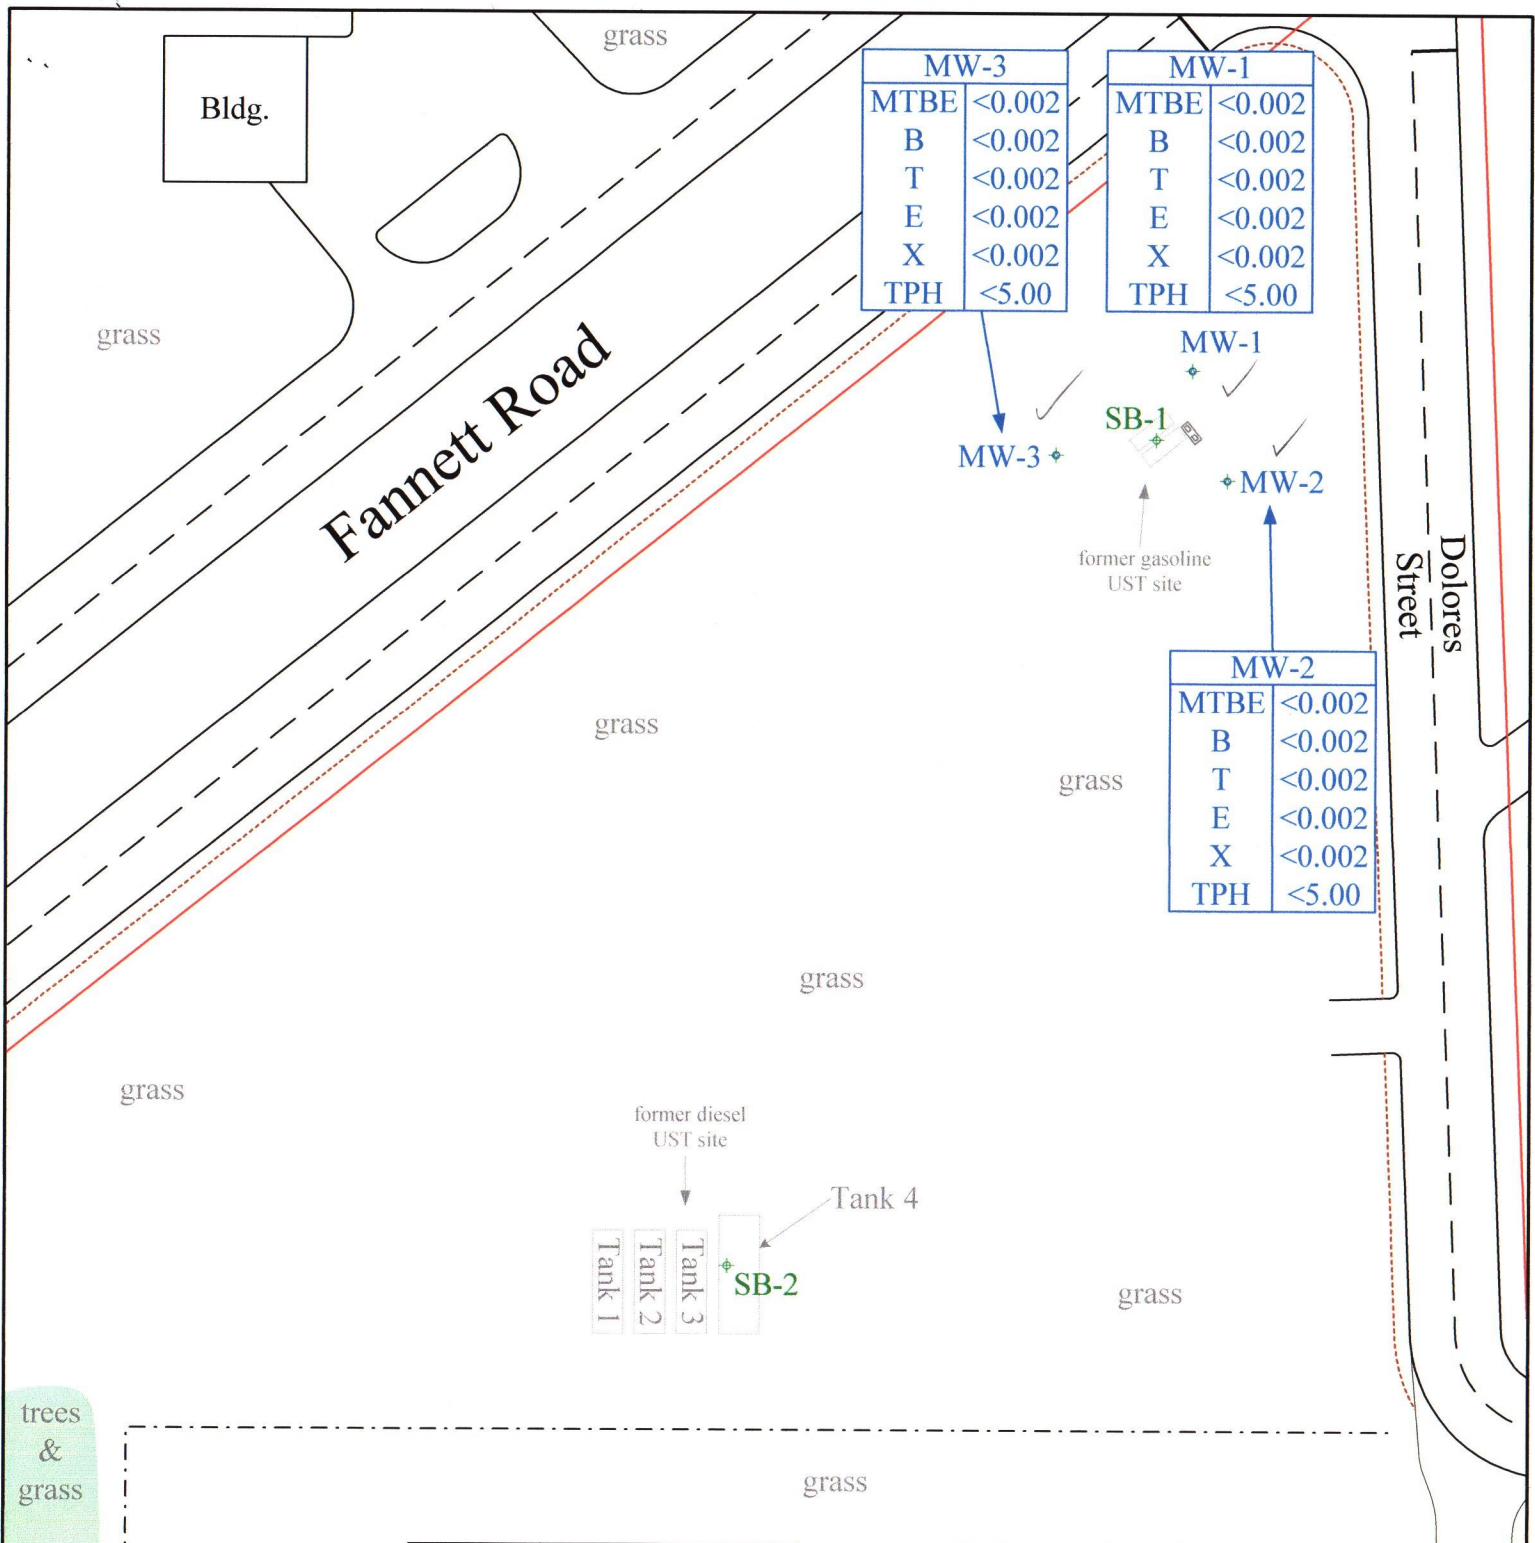 grass
Bldg.
MW-3
MTBE <0.002
B <0.002
T <0.002
E <0.002
X <0.002
TPH <5.00
MW-1
MTBE <0.002
B <0.002
T <0.002
E <0.002
X <0.002
TPH <5.00
grass
Fannett Road
MW-1
SB-1
MW-3
MW-2
former gasoline
UST site
Dolores
Street
MW-2
MTBE <0.002
B <0.002
T <0.002
E <0.002
X <0.002
TPH <5.00
grass
grass
grass
grass
former diesel
UST site
Tank 4
Tank 1
Tank 2
Tank 3
SB-2
grass
trees
&
grass
grass